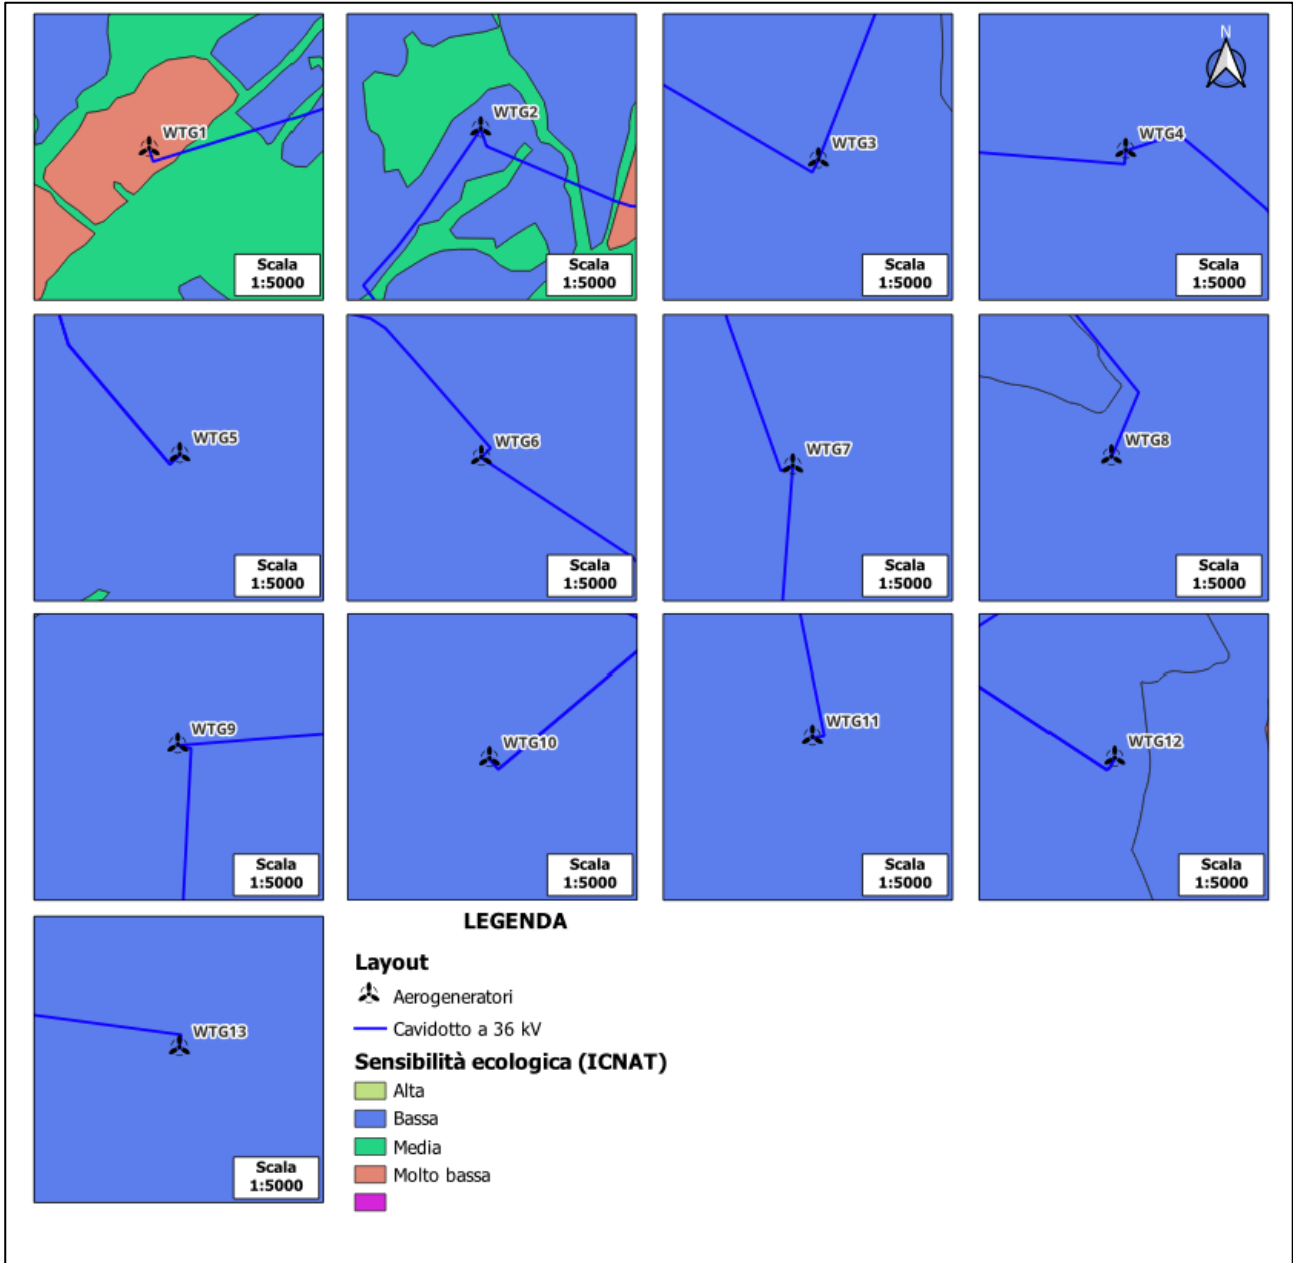 WTG1
Scala
1:5000
WTG2
Scala
1:5000
WTG3
Scala
1:5000
N
WTG4
Scala
1:5000
WTG5
Scala
1:5000
WTG6
Scala
1:5000
WTG7
Scala
1:5000
WTG8
Scala
1:5000
WTG9
Scala
1:5000
WTG10
Scala
1:5000
WTG11
Scala
1:5000
WTG12
Scala
1:5000
WTG13
Scala
1:5000
LEGENDA
Layout
Aerogeneratori
Cavidotto a 36 kV
Sensibilità ecologica (ICNAT)
Alta
Bassa
Media
Molto bassa